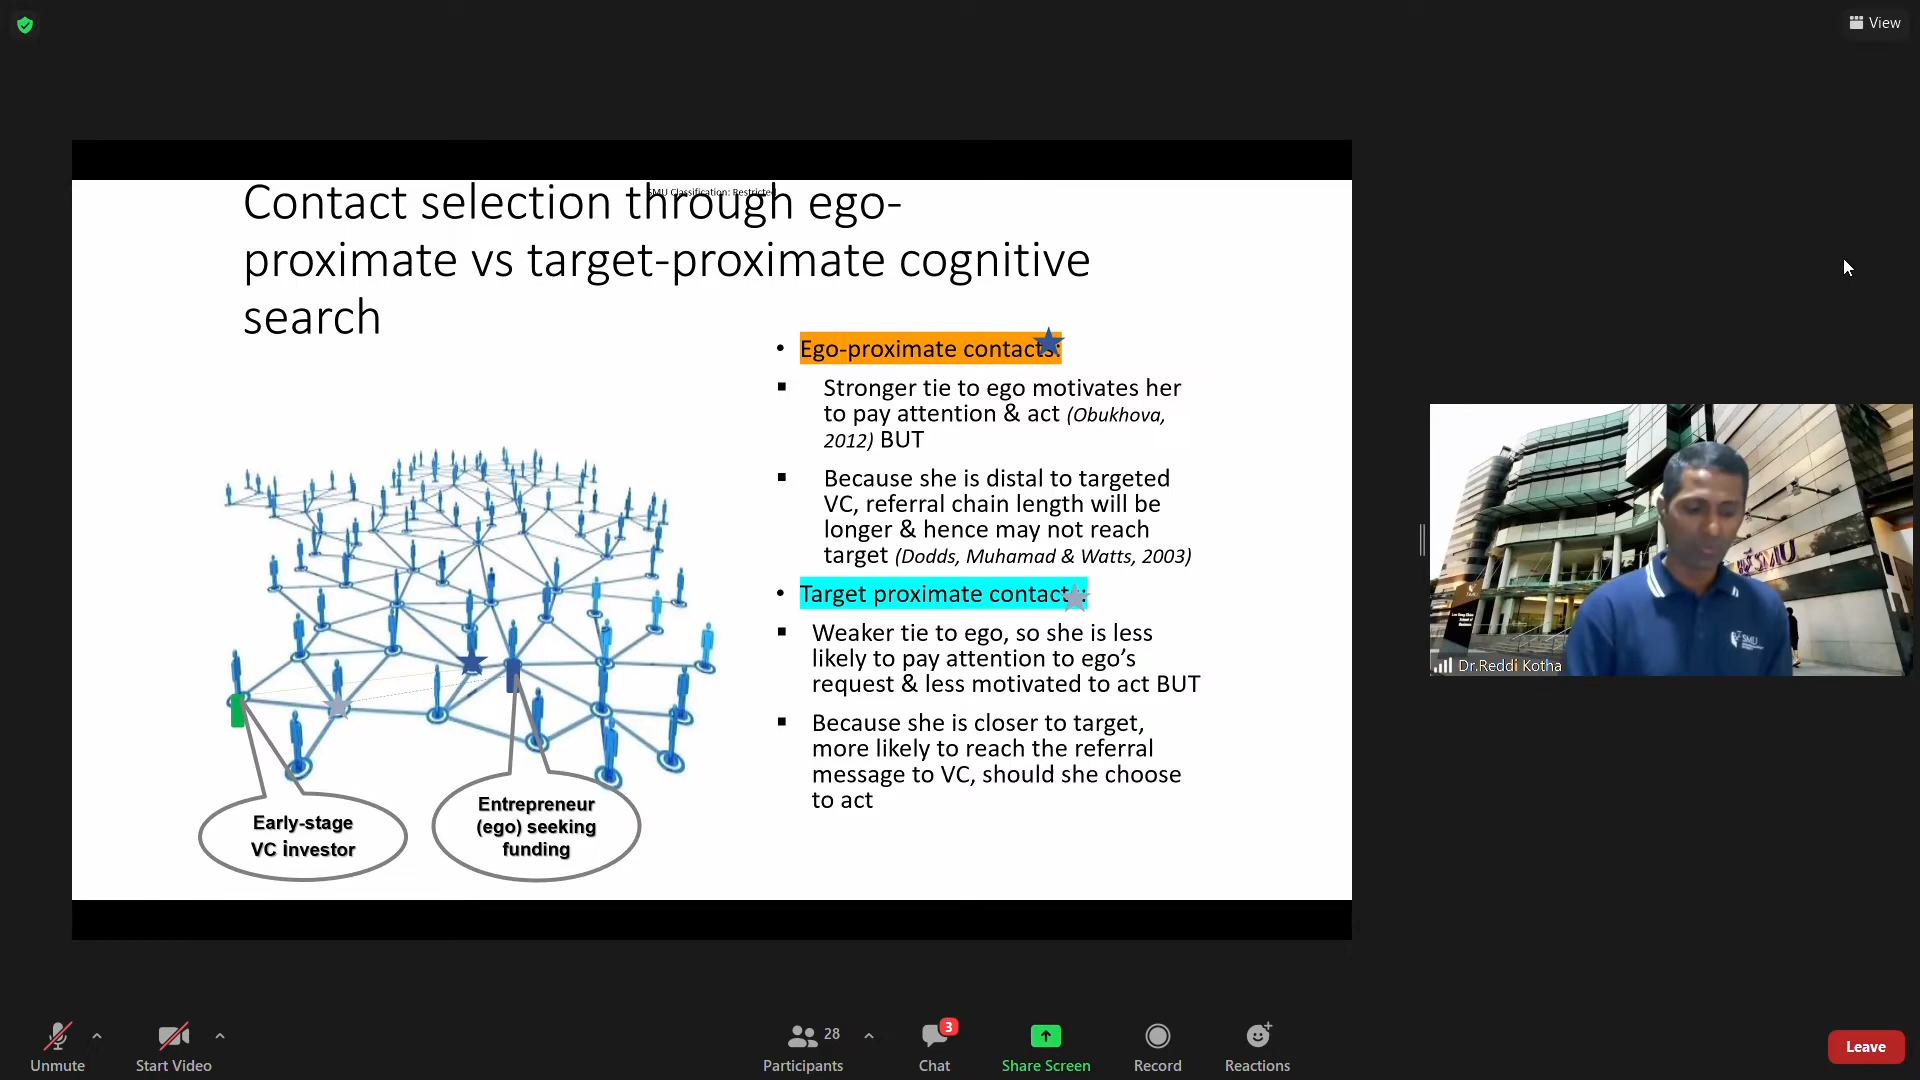 View
SMU Classification: Restricted
Contact selection through ego-
proximate vs target-proximate cognitive
search
• Ego-proximate contacts:
▪ Stronger tie to ego motivates her
to pay attention & act (Obukhova,
2012) BUT
▪ Because she is distal to targeted
VC, referral chain length will be
longer & hence may not reach
target (Dodds, Muhamad & Watts, 2003)
• Target proximate contacts:
▪ Weaker tie to ego, so she is less
likely to pay attention to ego’s
request & less motivated to act BUT
▪ Because she is closer to target,
more likely to reach the referral
message to VC, should she choose
to act
Early-stage
VC investor
Entrepreneur
(ego) seeking
funding
SMU
SMU
Dr.Reddi Kotha
Unmute
Start Video
28
Participants
3
Chat
Share Screen
Record
Reactions
Leave